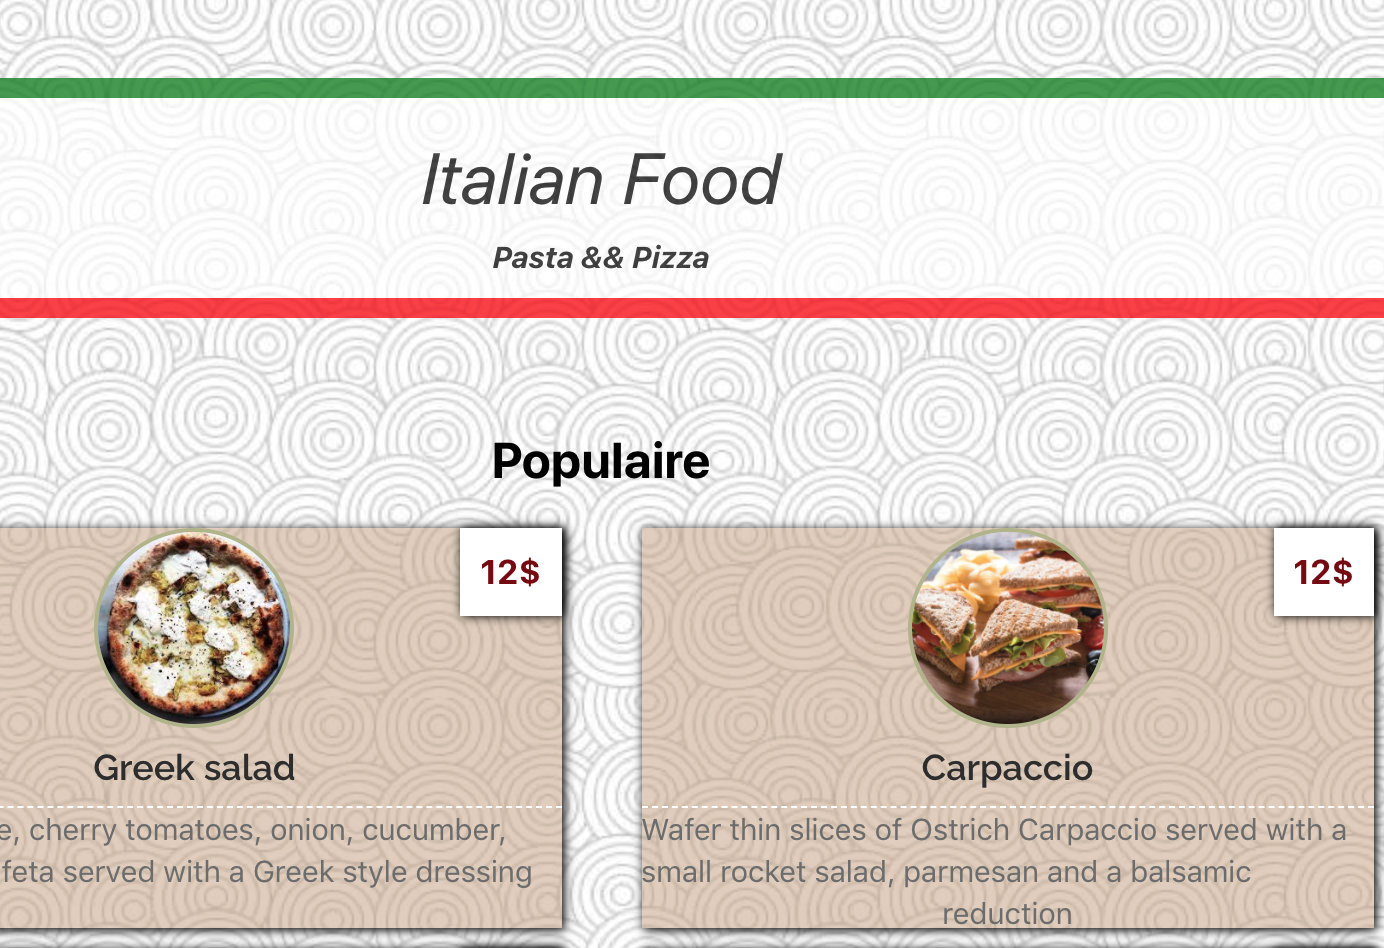 Italian Food
Pasta && Pizza
Populaire
12$
Greek salad
e, cherry tomatoes, onion, cucumber,
feta served with a Greek style dressing
12$
Carpaccio
Wafer thin slices of Ostrich Carpaccio served with a
small rocket salad, parmesan and a balsamic
reduction